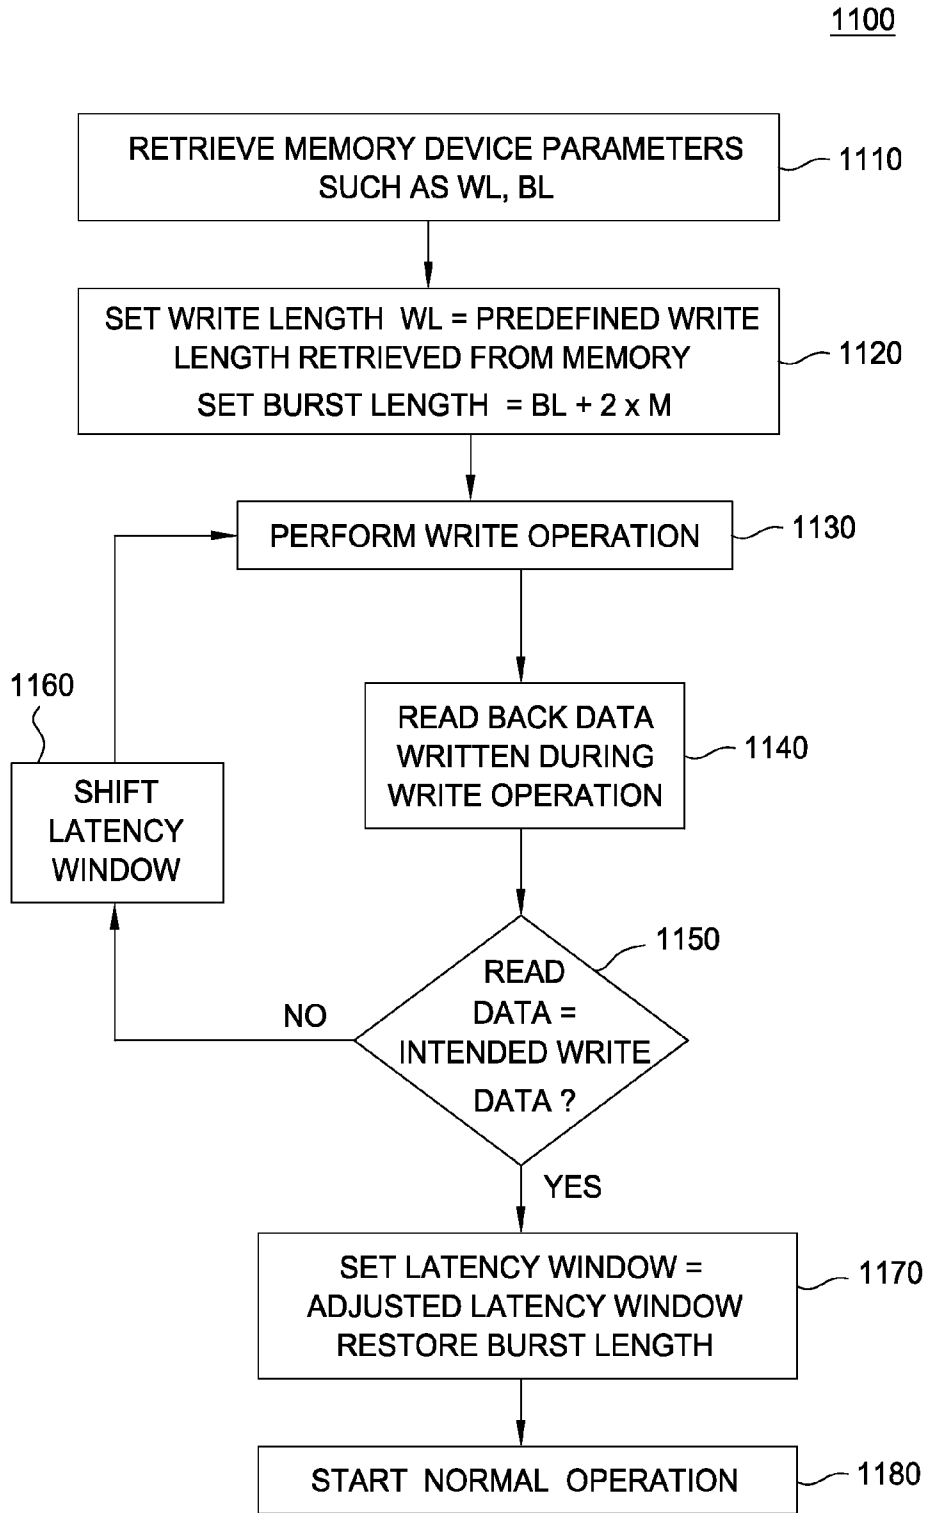 1100
RETRIEVE MEMORY DEVICE PARAMETERS
SUCH AS WL, BL
1110
SET WRITE LENGTH WL = PREDEFINED WRITE
LENGTH RETRIEVED FROM MEMORY
SET BURST LENGTH = BL + 2 x M
1120
PERFORM WRITE OPERATION
1130
READ BACK DATA
WRITTEN DURING
WRITE OPERATION
1140
1160
SHIFT
LATENCY
WINDOW
1150
READ
DATA =
INTENDED WRITE
DATA ?
NO
YES
SET LATENCY WINDOW =
ADJUSTED LATENCY WINDOW
RESTORE BURST LENGTH
1170
START NORMAL OPERATION
1180